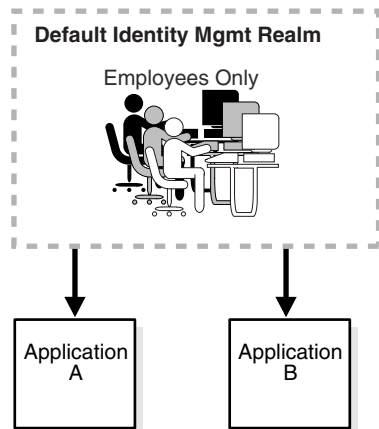 Default Identity Mgmt Realm
Employees Only
Application
A
Application
B